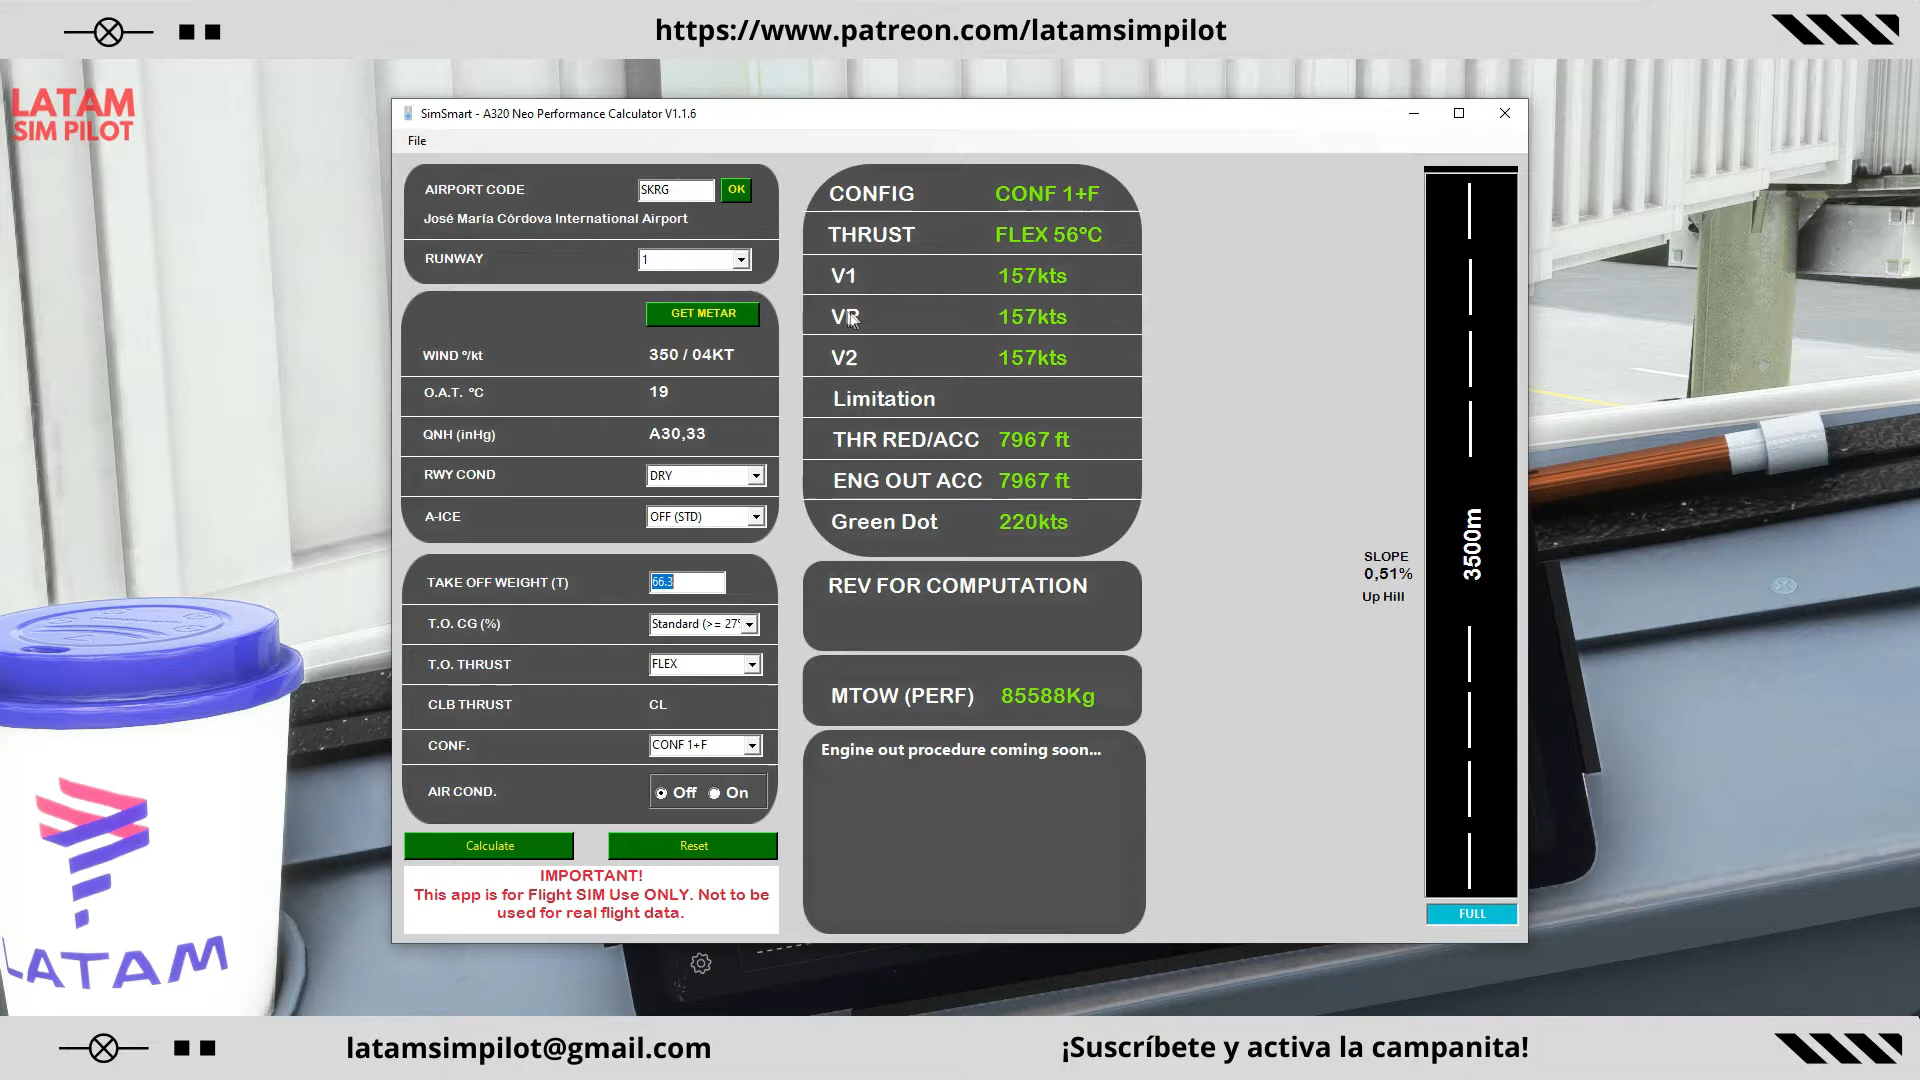 https://www.patreon.com/latamsimpilot
LATAM
SIM PILOT
SimSmart - A320 Neo Performance Calculator V1.1.6
File
AIRPORT CODE SKRG OK
José María Córdova International Airport
RUNWAY 1
GET METAR
WIND º/kt 350 / 04KT
O.A.T. ºC 19
QNH (inHg) A30,33
RWY COND DRY
A-ICE OFF (STD)
TAKE OFF WEIGHT (T) 66.3
T.O. CG (%) Standard (>= 27%
T.O. THRUST FLEX
CLB THRUST CL
CONF. CONF 1+F
AIR COND. Off On
Calculate Reset
IMPORTANT!
This app is for Flight SIM Use ONLY. Not to be
used for real flight data.
CONFIG CONF 1+F
THRUST FLEX 56ºC
V1 157kts
VR 157kts
V2 157kts
Limitation
THR RED/ACC 7967 ft
ENG OUT ACC 7967 ft
Green Dot 220kts
REV FOR COMPUTATION
MTOW (PERF) 85588Kg
Engine out procedure coming soon...
SLOPE
0,51%
Up Hill
3500m
FULL
LATAM
latamsimpilot@gmail.com
¡Suscríbete y activa la campanita!